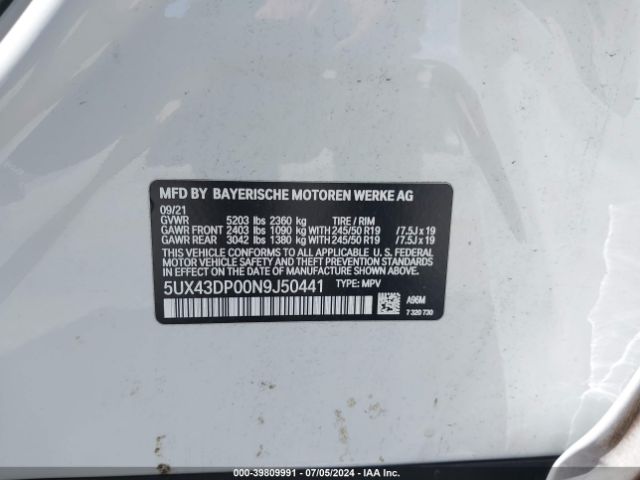 MFD BY BAYERISCHE MOTOREN WERKE AG
09/21
GVWR 5203 lbs 2360 kg TIRE / RIM
GAWR FRONT 2403 lbs 1090 kg WITH 245/50 R19 /7.5J x 19
GAWR REAR 3042 lbs 1380 kg WITH 245/50 R19 /7.5J x 19
THIS VEHICLE CONFORMS TO ALL APPLICABLE U.S. FEDERAL
MOTOR VEHICLE SAFETY STANDARDS IN EFFECT ON THE
DATE OF MANUFACTURE SHOWN ABOVE.
5UX43DP00N9J50441 TYPE: MPV
A96M
7 320 730
000-39809991 / 07/05/2024 / IAA Inc.